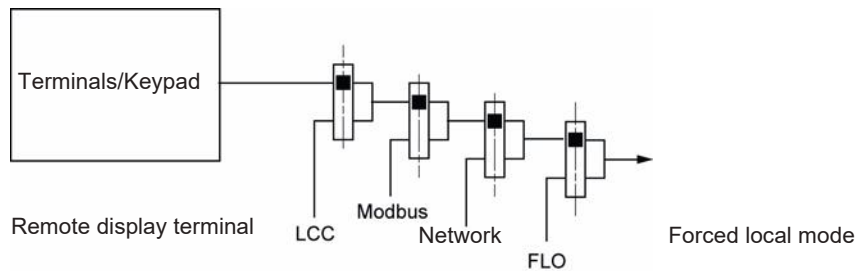 Terminals/Keypad
Remote display terminal
LCC
Modbus
Network
FLO
Forced local mode